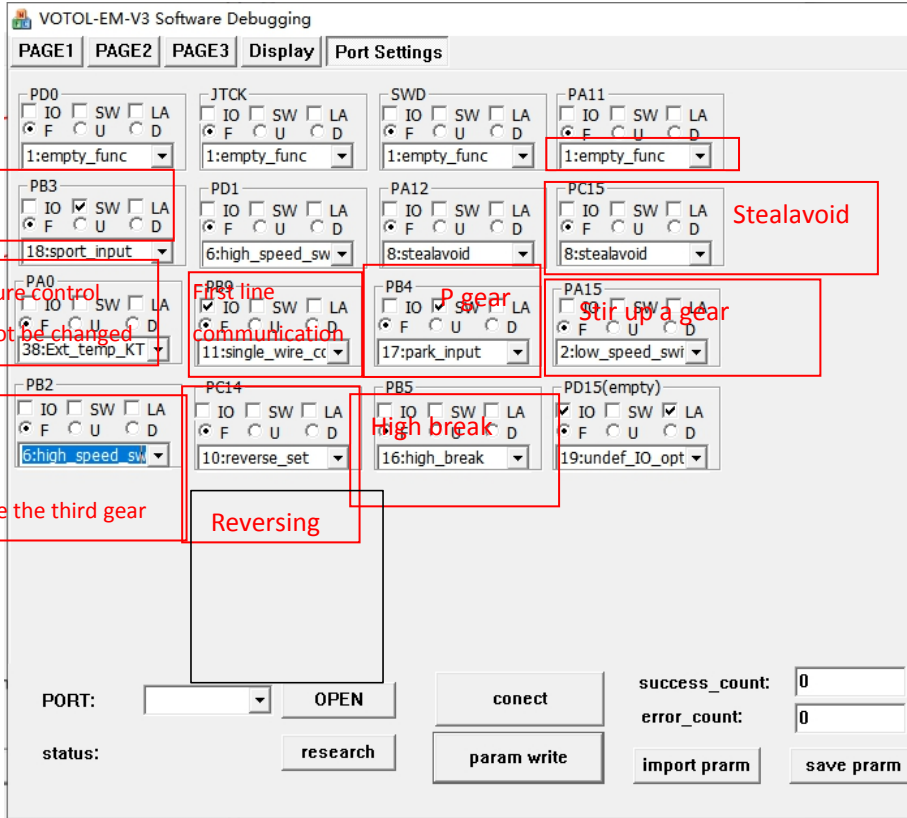 VOTOL-EM-V3 Software Debugging
PAGE1 PAGE2 PAGE3 Display Port Settings
PD0 JTCK SWD PA11
IO SW LA IO SW LA IO SW LA IO SW LA
F U D F U D F U D F U D
1:empty_func 1:empty_func 1:empty_func 1:empty_func
PB3 PD1 PA12 PC15
IO SW LA IO SW LA IO SW LA IO SW LA Stealavoid
F U D F U D F U D F U D
18:sport_input 6:high_speed_sw 8:stealavoid 8:stealavoid
PA0 PB9 PB4 PA15
ure control First line P gear Stir up a gear
IO SW LA IO SW LA IO SW LA IO SW LA
ot be changed communication
F U D F U D F U D F U D
38:Ext_temp_KT 11:single_wire_cc 17:park_input 2:low_speed_swi
PB2 PC14 PB5 PD15(empty)
IO SW LA IO SW LA IO SW LA IO SW LA
High break
F U D F U D F U D F U D
6:high_speed_sw 10:reverse_set 16:high_break 19:undef_IO_opt
e the third gear Reversing
PORT: OPEN conect success_count: 0
error_count: 0
status: research param write import prarm save prarm